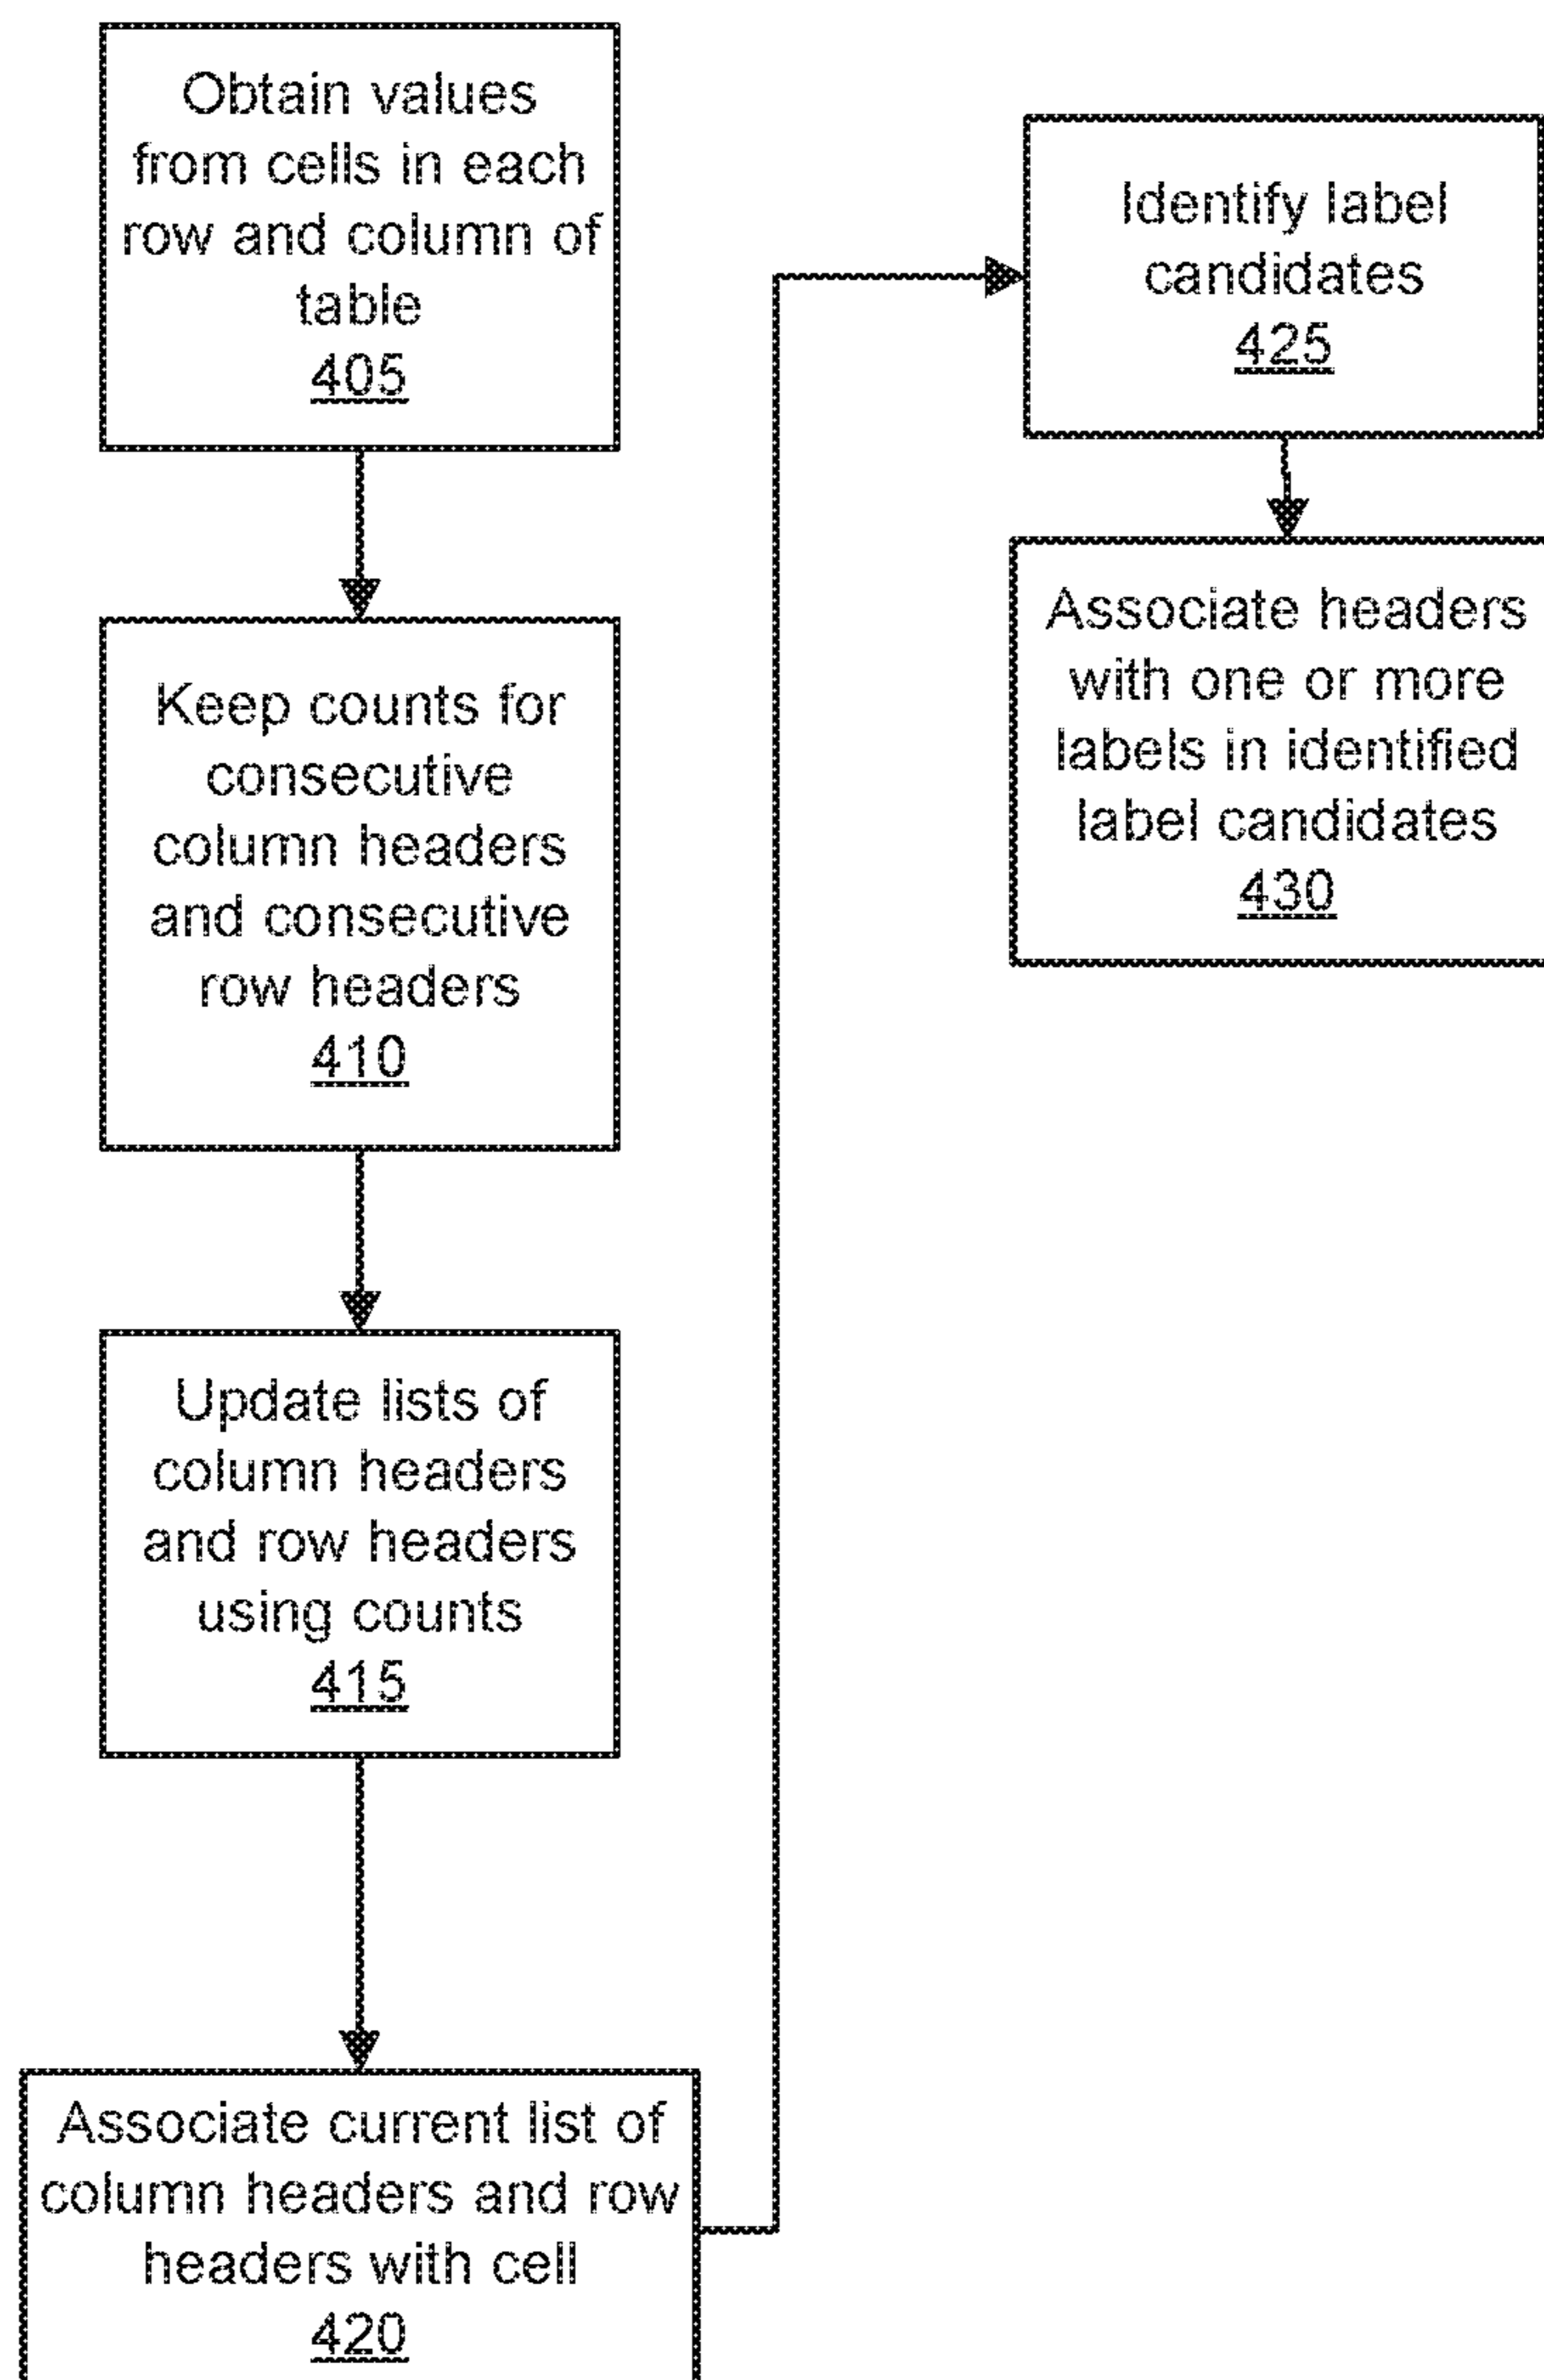 Obtain values
from cells in each
row and column of
table
405
Keep counts for
consecutive
column headers
and consecutive
row headers
410
Update lists of
column headers
and row headers
using counts
415
Associate current list of
column headers and row
headers with cell
420
Identify label
candidates
425
Associate headers
with one or more
labels in identified
label candidates
430